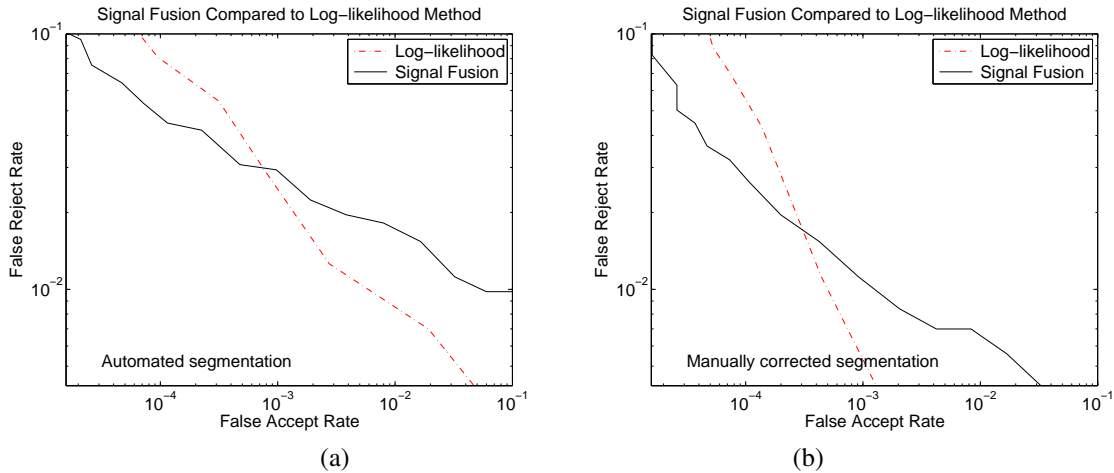 Signal Fusion Compared to Log−likelihood Method
10−1
Log−likelihood
Signal Fusion
False Reject Rate
10−2
Automated segmentation
10−4
10−3
10−2
10−1
False Accept Rate
(a)
Signal Fusion Compared to Log−likelihood Method
10−1
Log−likelihood
Signal Fusion
False Reject Rate
10−2
Manually corrected segmentation
10−4
10−3
10−2
10−1
False Accept Rate
(b)